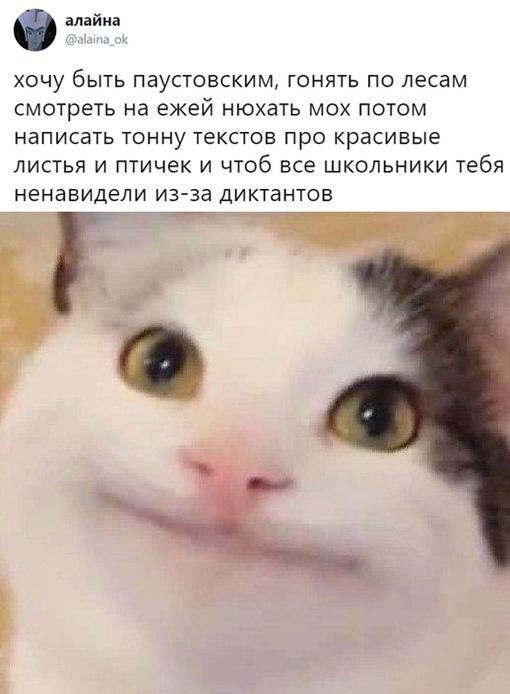 алайна
@alaina_ok
хочу быть паустовским, гонять по лесам
смотреть на ежей нюхать мох потом
написать тонну текстов про красивые
листья и птичек и чтоб все школьники тебя
ненавидели из-за диктантов